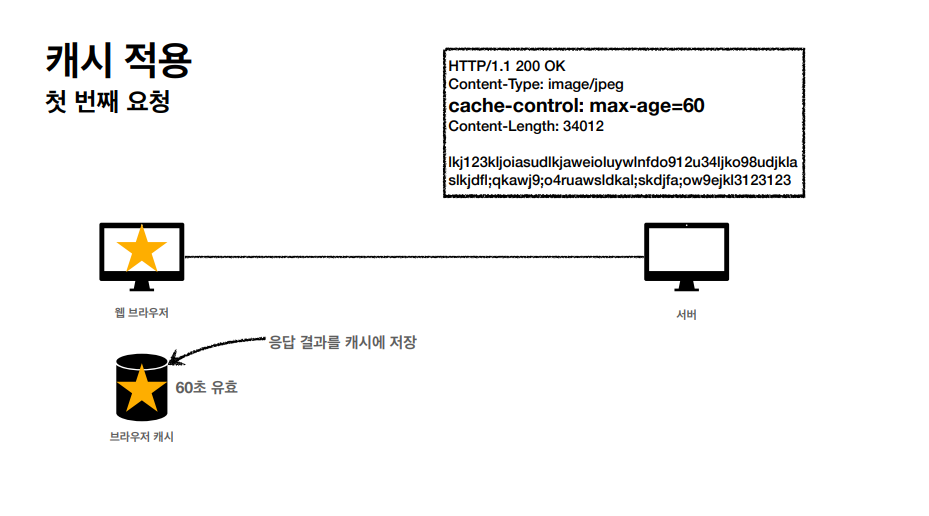 캐시 적용
첫 번째 요청
HTTP/1.1 200 OK
Content-Type: image/jpeg
cache-control: max-age=60
Content-Length: 34012
lkj123kljoiasudlkjaweioluywlnfdo912u34ljko98udjkla
slkjdfl;qkawj9;o4ruawsldkal;skdjfa;ow9ejkl3123123
웹 브라우저
서버
응답 결과를 캐시에 저장
60초 유효
브라우저 캐시